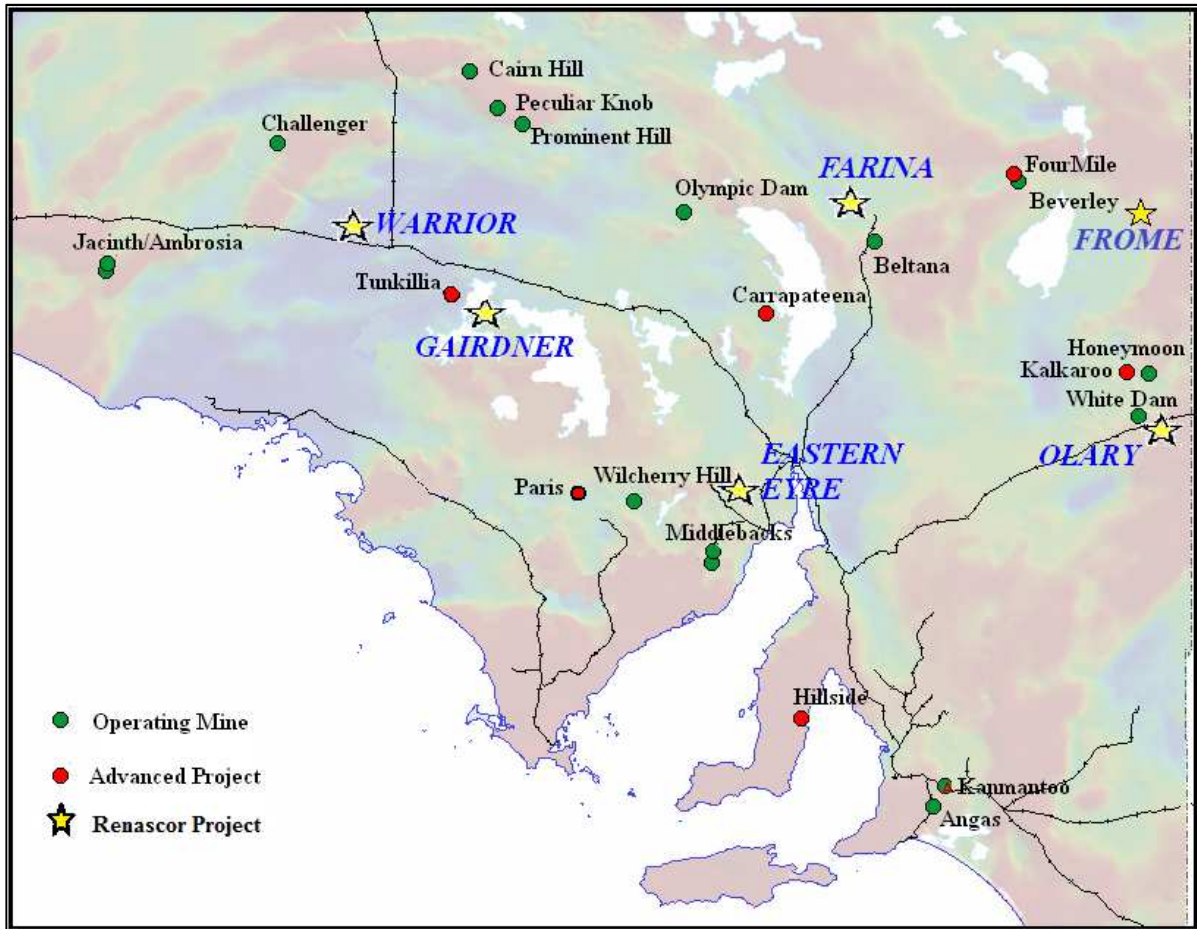 Cairn Hill
Peculiar Knob
Challenger
Prominent Hill
FARINA
FourMile
Olympic Dam
Beverley
WARRIOR
FROME
Jacinth/Ambrosia
Beltana
Tunkillia
Carrapateena
GAIRDNER
Honeymoon
Kalkaroo
White Dam
EASTERN
EYRE
OLARY
Wilcherry Hill
Paris
Middlebacks
Hillside
Operating Mine
Advanced Project
Kanmantoo
Angas
Renascor Project